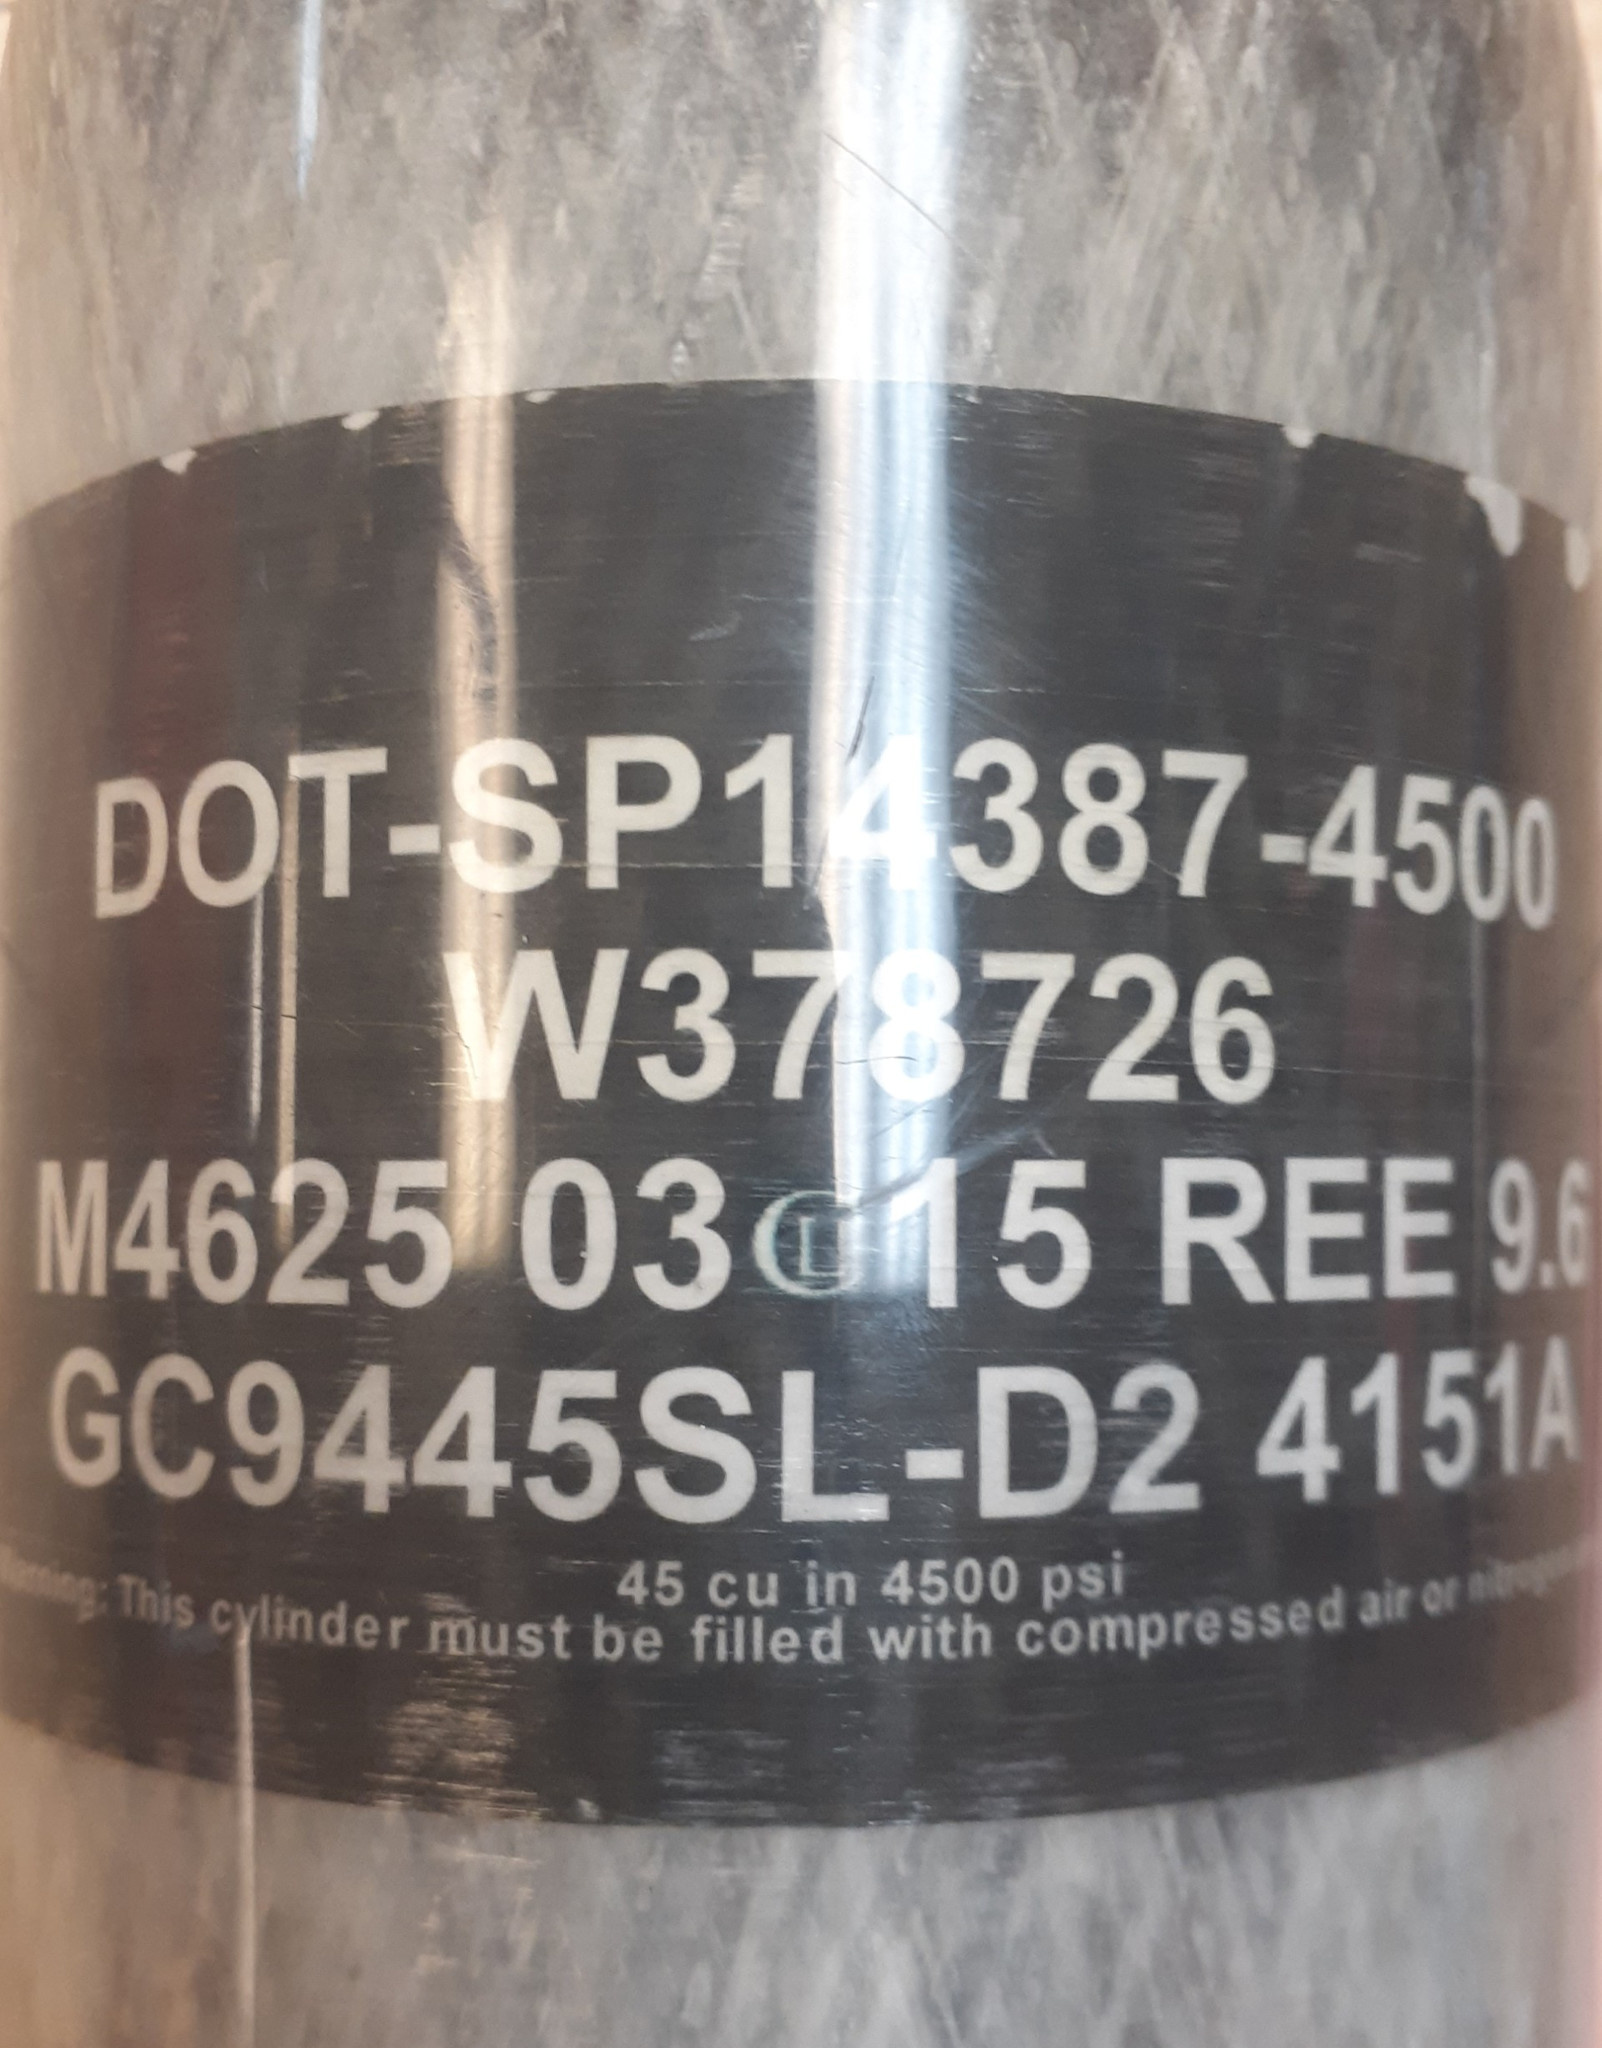 DOT-SP14387-4500
W378726
M4625 03 CL 15 REE 9.6
GC9445SL-D2 4151A
45 cu in 4500 psi
This cylinder must be filled with compressed air or